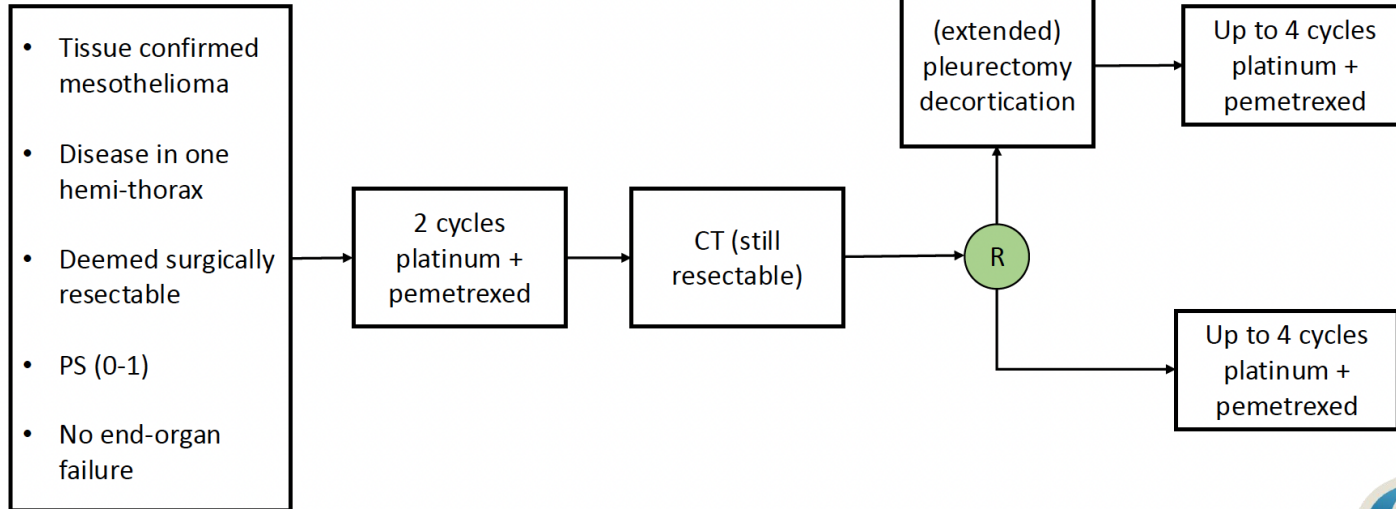 • Tissue confirmed
mesothelioma
• Disease in one
hemi-thorax
• Deemed surgically
resectable
• PS (0-1)
• No end-organ
failure
2 cycles
platinum +
pemetrexed
CT (still
resectable)
R
(extended)
pleurectomy
decortication
Up to 4 cycles
platinum +
pemetrexed
Up to 4 cycles
platinum +
pemetrexed